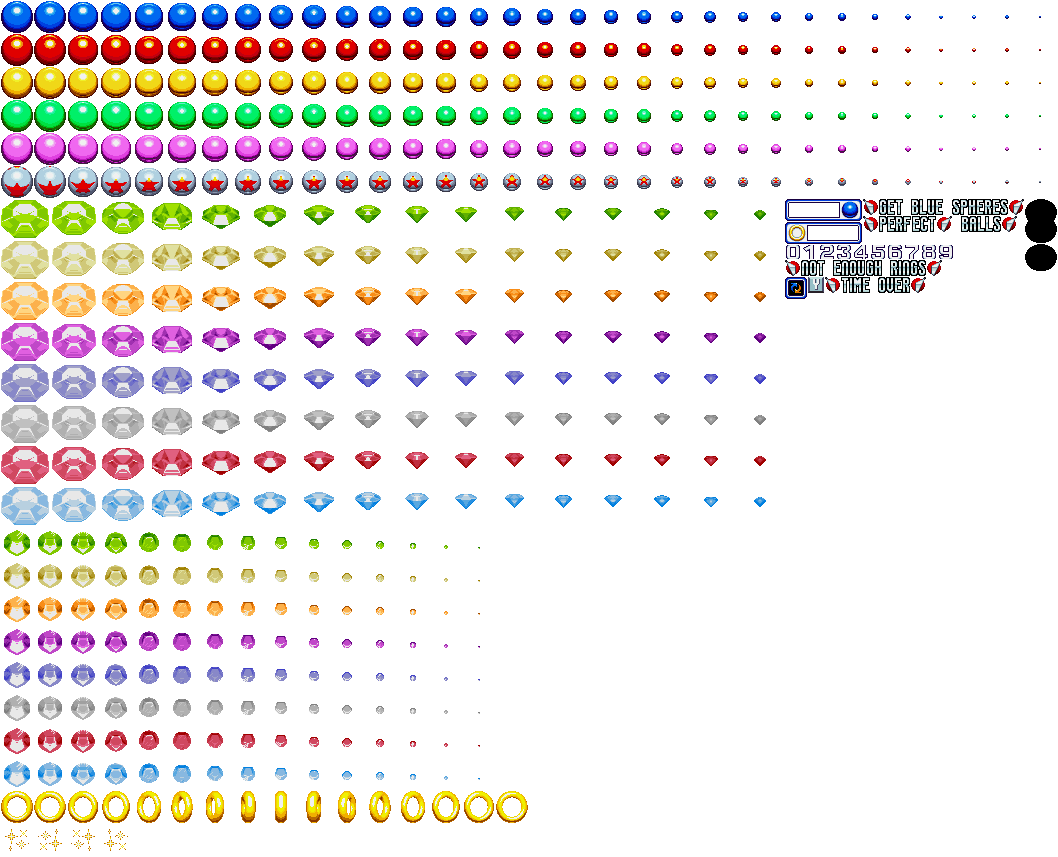 GET BLUE SPHERES
PERFECT BALLS
0123456789
NOT ENOUGH RINGS
TIME OVER